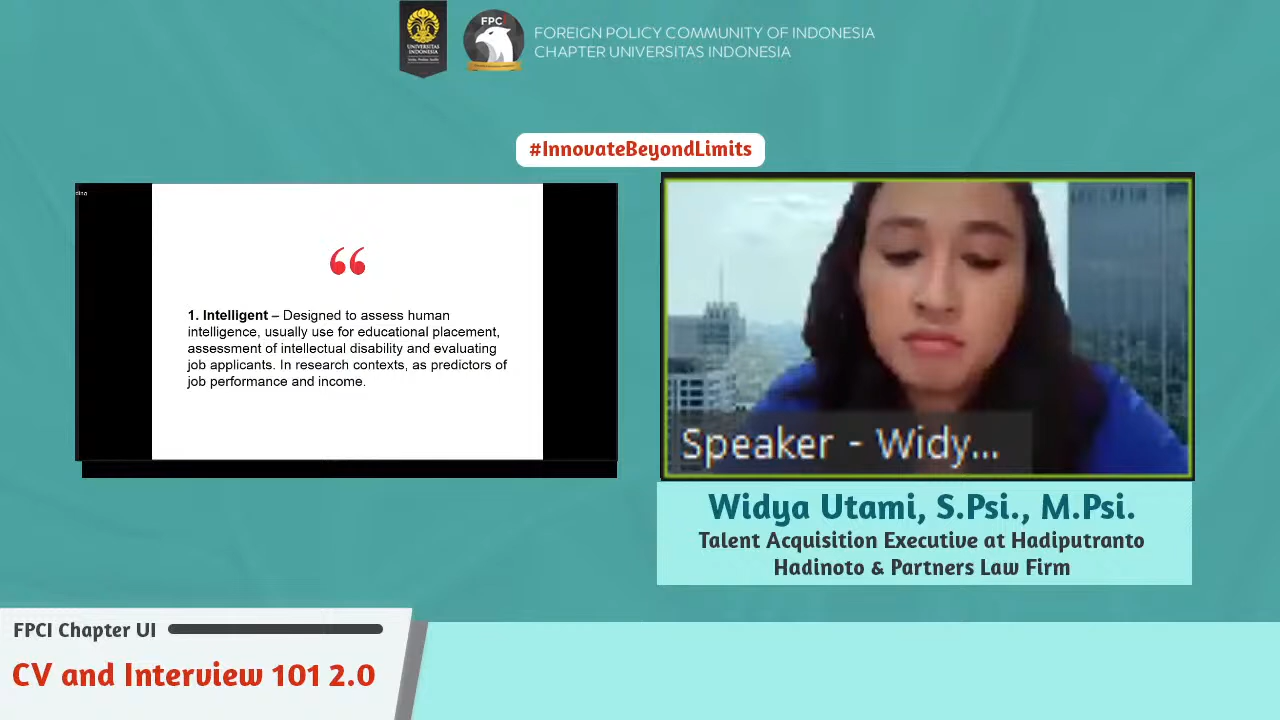 UNIVERSITAS
INDONESIA
FPC
FOREIGN POLICY COMMUNITY OF INDONESIA
CHAPTER UNIVERSITAS INDONESIA
#InnovateBeyondLimits
“
1. Intelligent – Designed to assess human
intelligence, usually use for educational placement,
assessment of intellectual disability and evaluating
job applicants. In research contexts, as predictors of
job performance and income.
Speaker - Widy...
Widya Utami, S.Psi., M.Psi.
Talent Acquisition Executive at Hadiputranto
Hadinoto & Partners Law Firm
FPCI Chapter UI
CV and Interview 101 2.0